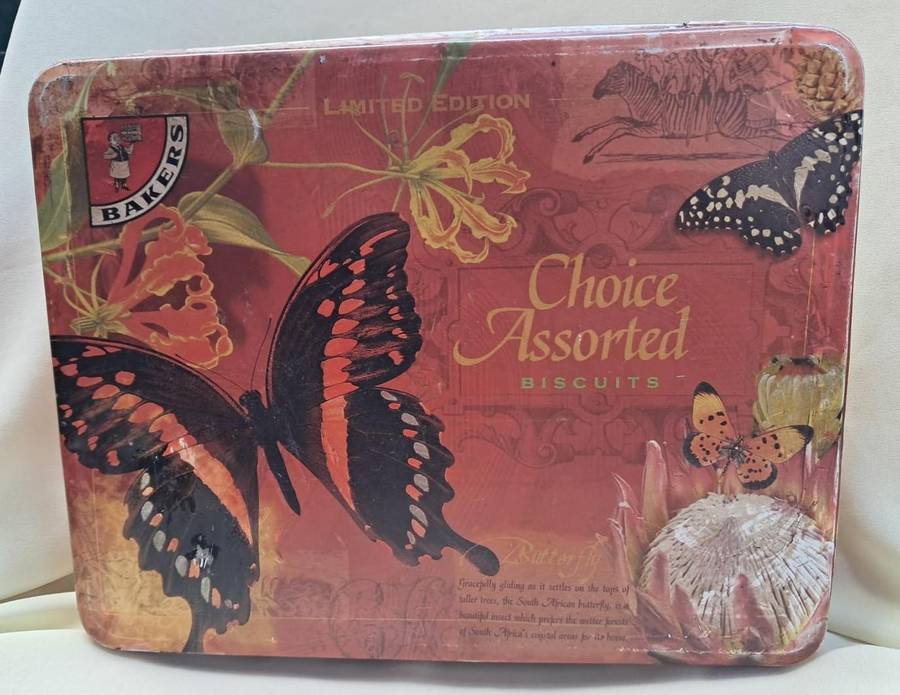 LIMITED EDITION
BAKERS
Choice
Assorted
BISCUITS
Butterfly
Gracefully gliding as it settles on the tops of
taller trees, the South African butterfly, is a
beautiful insect which prefers the wetter forests
of South Africa's coastal areas for its home.